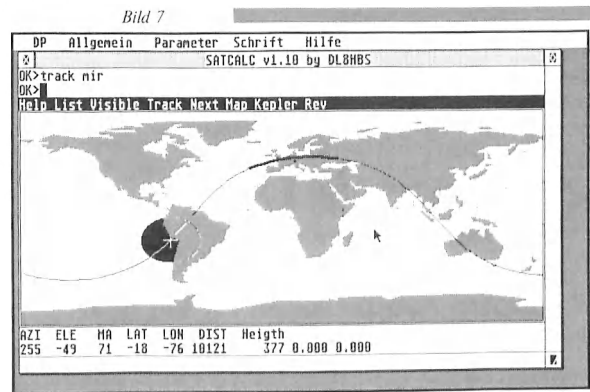 Bild 7
DP Allgemein Parameter Schrift Hilfe
SATCALC v1.10 by DL8HBS
OK>track mir
OK>
Help List Visible Track Next Map Kepler Rev
AZI ELE MA LAT LON DIST Heigth
255 -49 71 -18 -76 10121 377 0.000 0.000